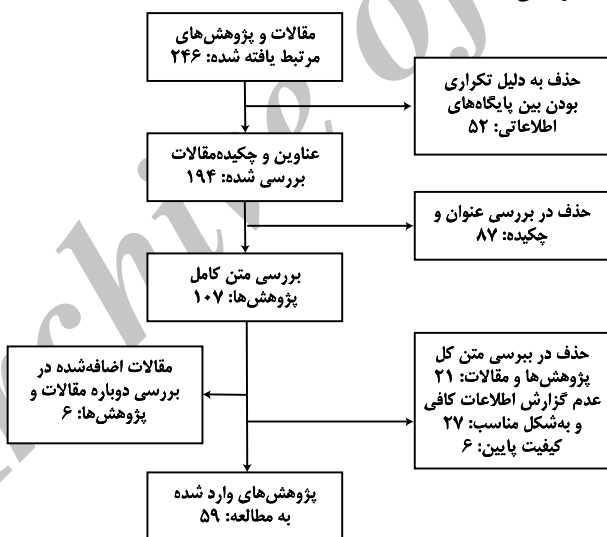 مقالات و پژوهش‌های
مرتبط یافته شده: ۲۴۶
حذف به دلیل تکراری
بودن بین پایگاه‌های
اطلاعاتی: ۵۲
عناوین و چکیده‌مقالات
بررسی شده: ۱۹۴
حذف در بررسی عنوان و
چکیده: ۸۷
بررسی متن کامل
پژوهش‌ها: ۱۰۷
حذف در ببرسی متن کل
پژوهش‌ها و مقالات: ۲۱
عدم گزارش اطلاعات کافی
و به‌شکل مناسب: ۲۷
کیفیت پایین: ۶
مقالات اضافه‌شده در
بررسی دوباره مقالات و
پژوهش‌ها: ۶
پژوهش‌های وارد شده
به مطالعه: ۵۹
rchive of